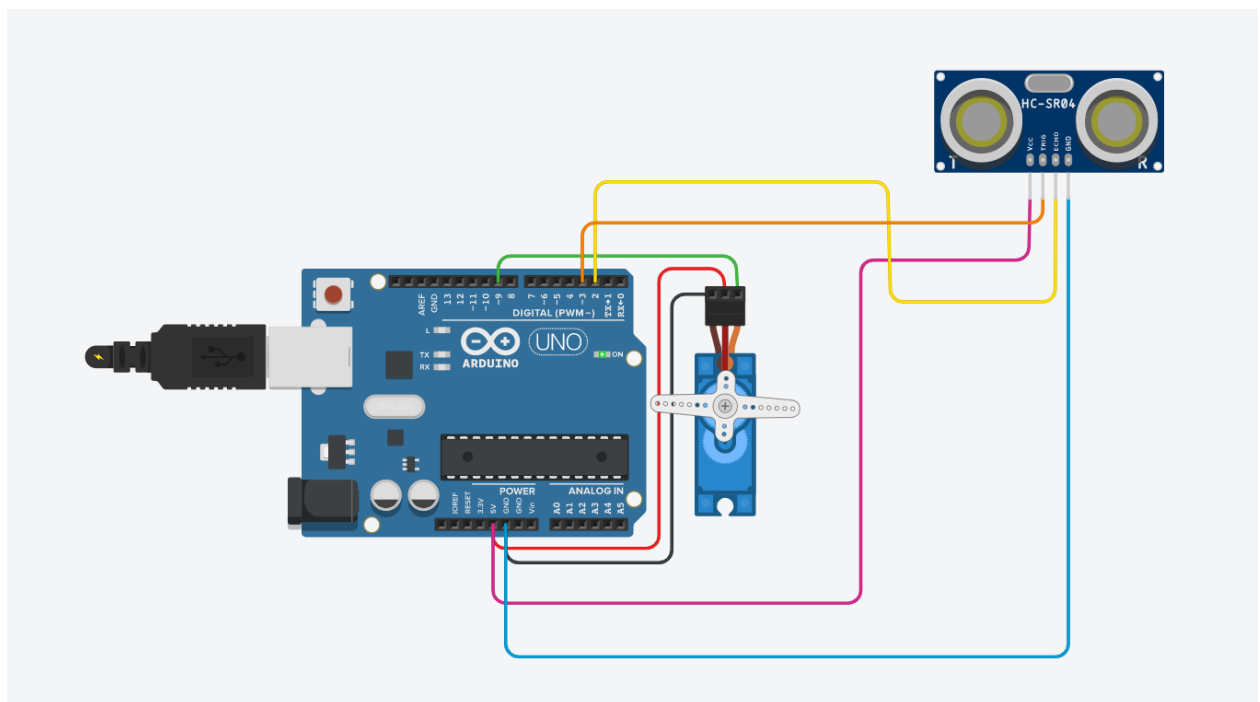 HC-SR04
Vcc
TRIG
ECHO
GND
T
R
AREF
GND
13
12
~11
~10
~9
8
7
~6
~5
4
~3
2
TX→1
RX←0
DIGITAL (PWM~)
L
TX
RX
ARDUINO
UNO
ON
POWER
ANALOG IN
IOREF
RESET
3.3V
5V
GND
GND
Vin
A0
A1
A2
A3
A4
A5